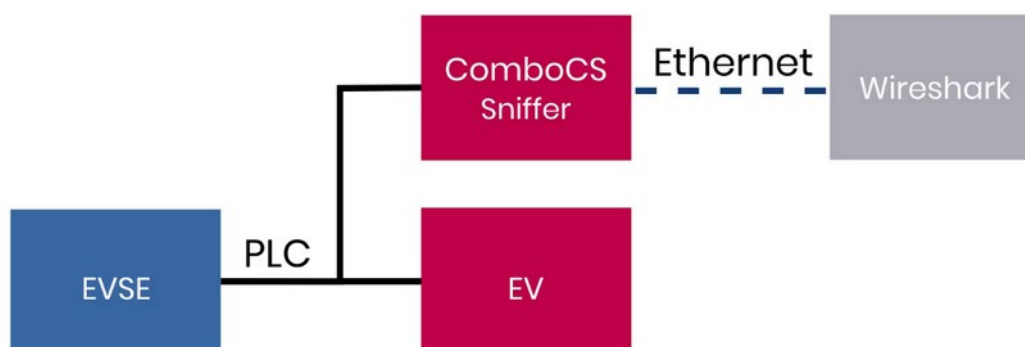 ComboCS
Sniffer
Ethernet
Wireshark
PLC
EVSE
EV